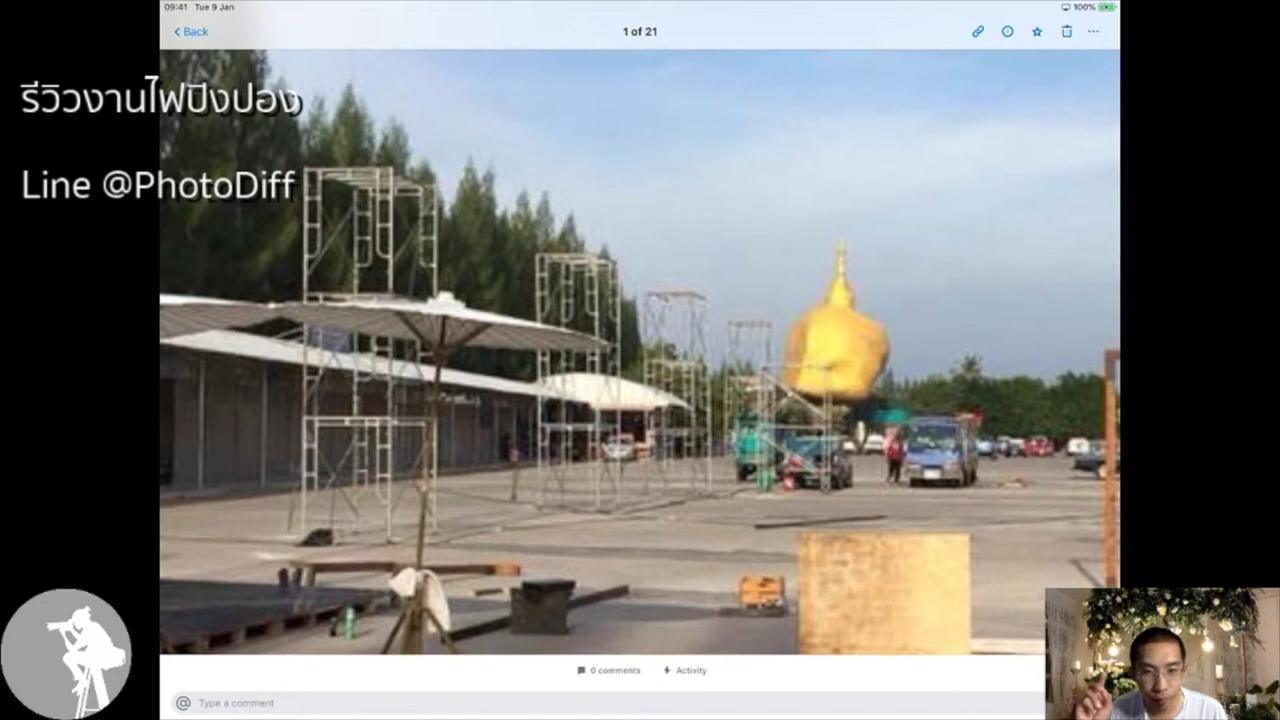 09:41 Tue 9 Jan
100%
Back
1 of 21
รีวิวงานไฟปิงปอง
Line @PhotoDiff
0 comments
Activity
@ Type a comment